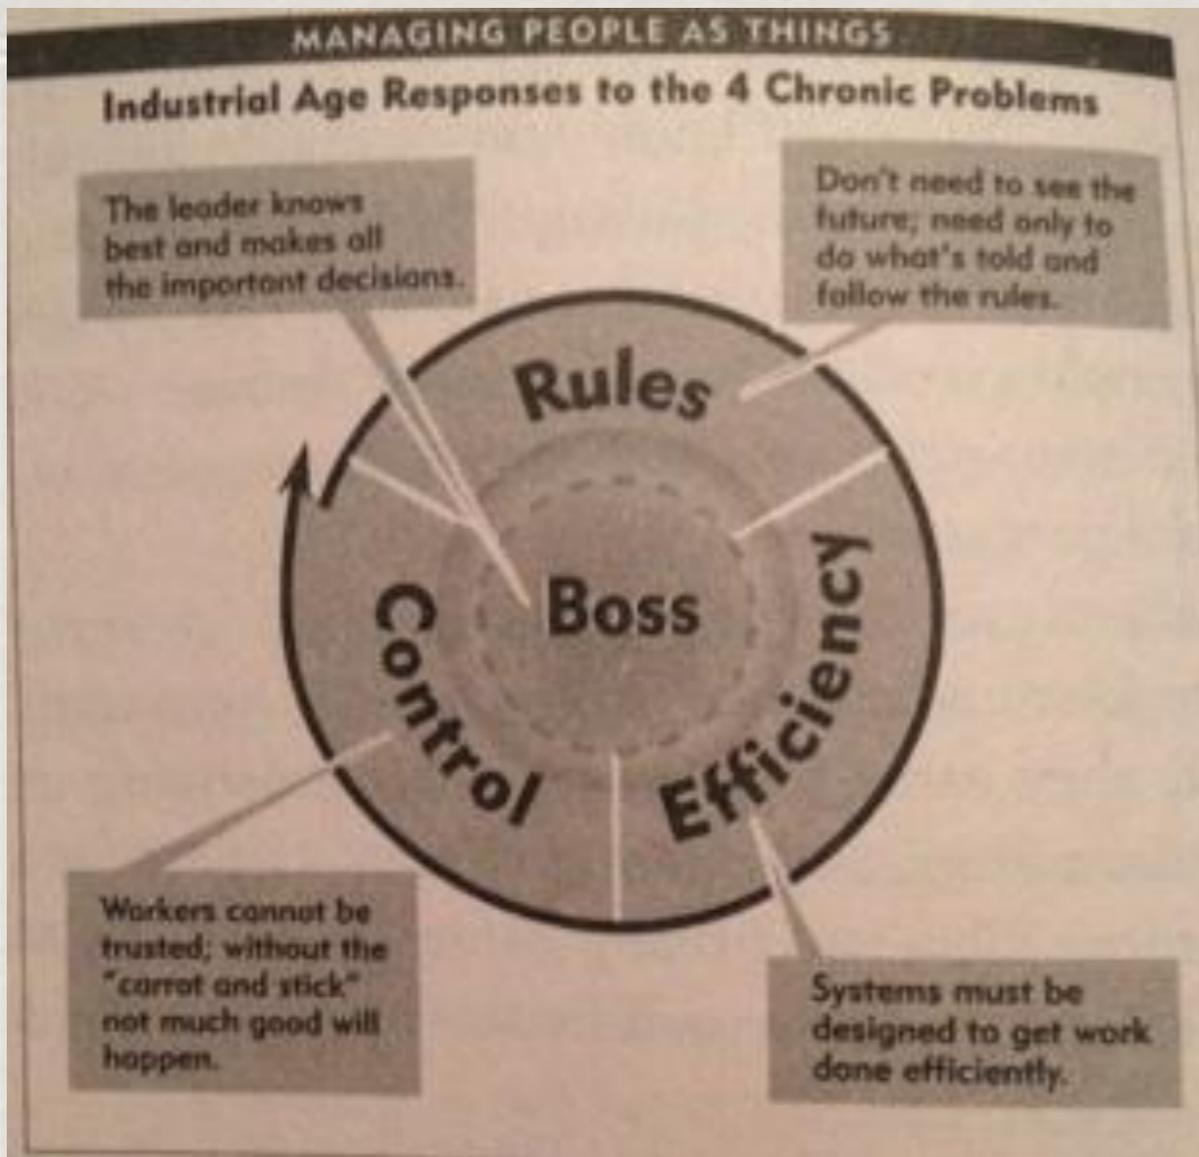 MANAGING PEOPLE AS THINGS
Industrial Age Responses to the 4 Chronic Problems
The leader knows
best and makes all
the important decisions.
Don't need to see the
future; need only to
do what's told and
follow the rules.
Rules
Boss
Control
Efficiency
Workers cannot be
trusted; without the
"carrot and stick"
not much good will
happen.
Systems must be
designed to get work
done efficiently.